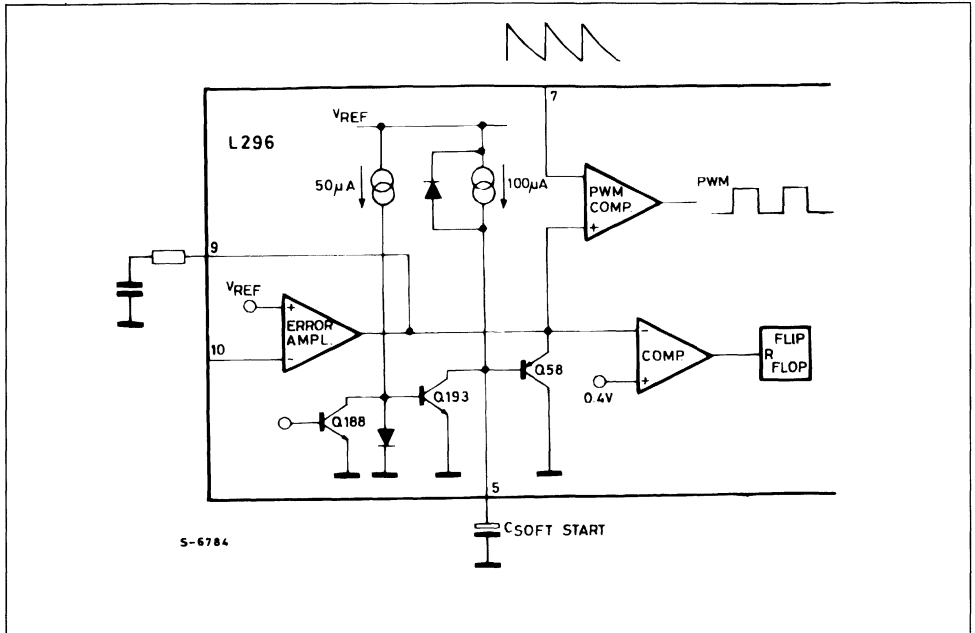 7
VREF
L296
50µA
100µA
PWM
COMP.
+
PWM
9
VREF
+
ERROR
AMPL.
-
10
-
COMP.
+
0.4V
FLIP
R
FLOP
Q58
Q193
Q188
5
CSOFT START
S-6784